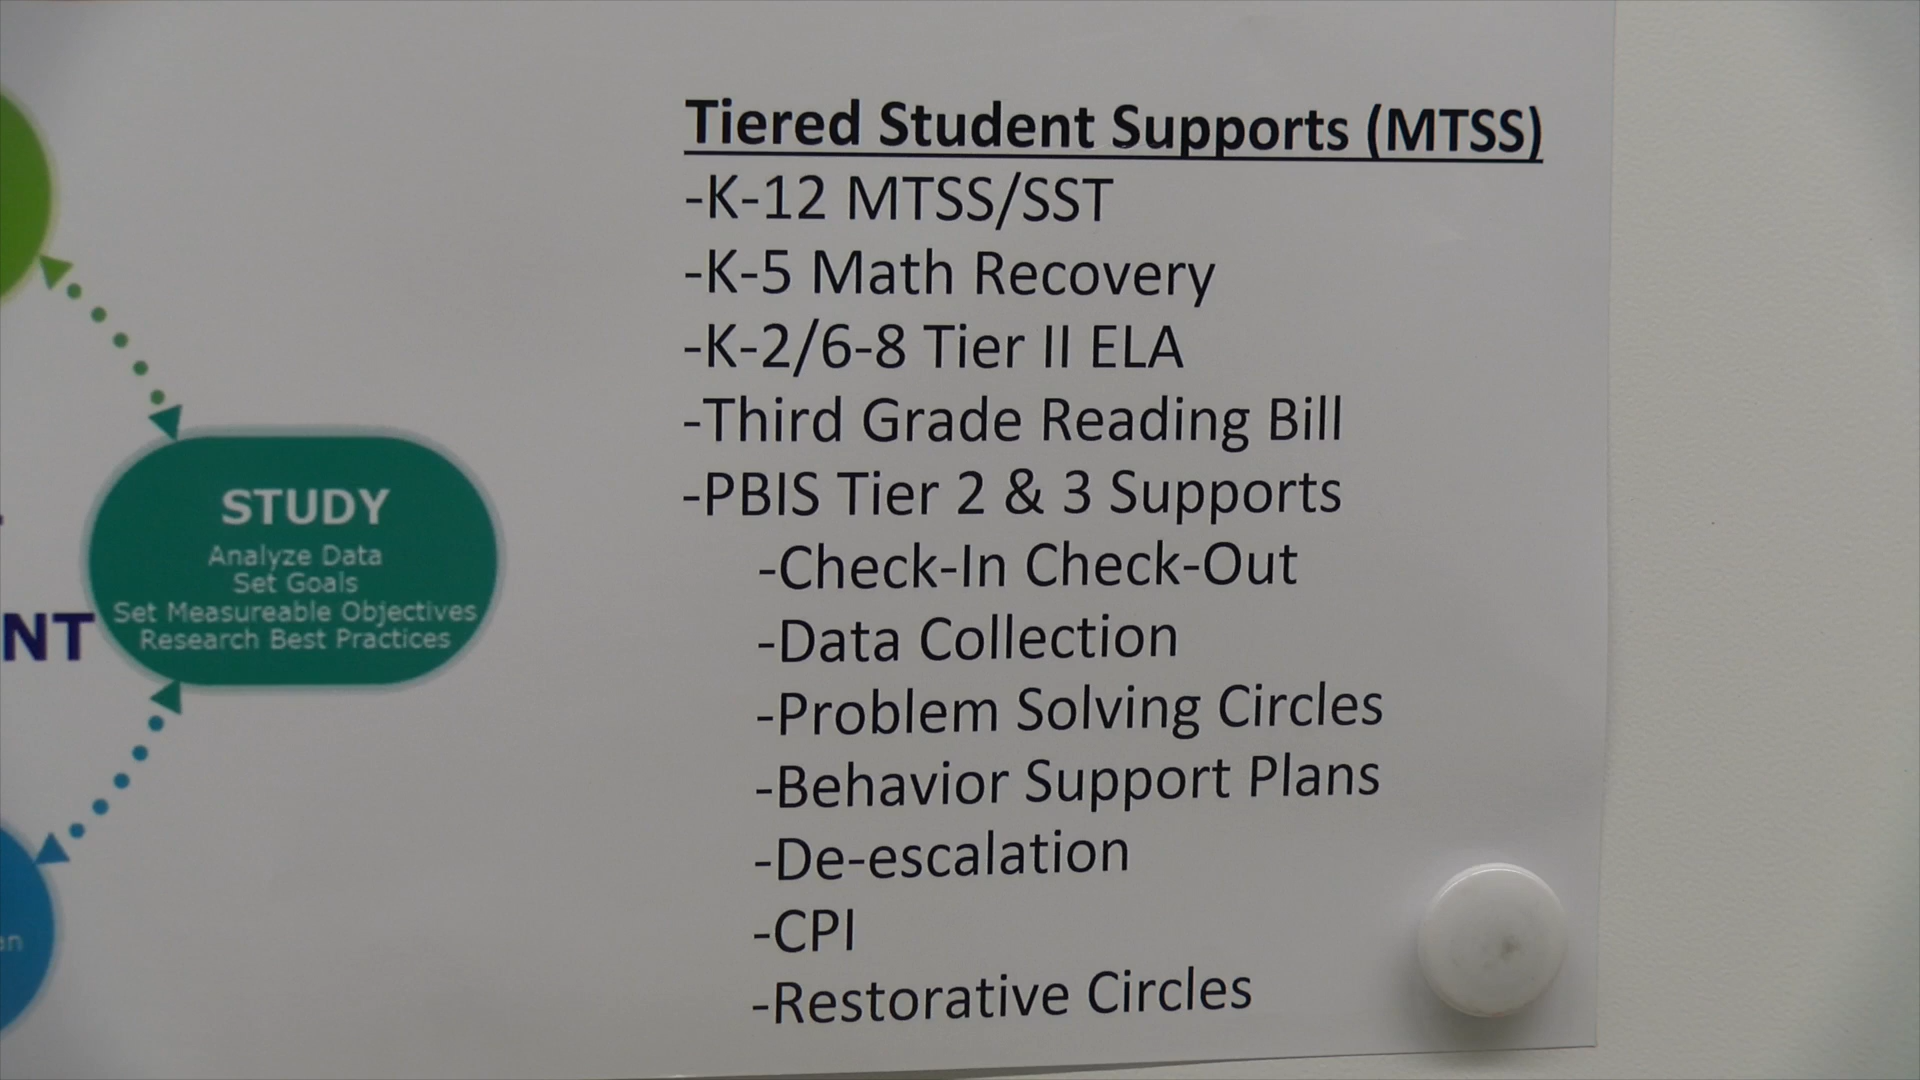 Tiered Student Supports (MTSS)
-K-12 MTSS/SST
-K-5 Math Recovery
-K-2/6-8 Tier II ELA
-Third Grade Reading Bill
-PBIS Tier 2 & 3 Supports
-Check-In Check-Out
-Data Collection
-Problem Solving Circles
-Behavior Support Plans
-De-escalation
-CPI
-Restorative Circles
STUDY
Analyze Data
Set Goals
Set Measureable Objectives
Research Best Practices
NT